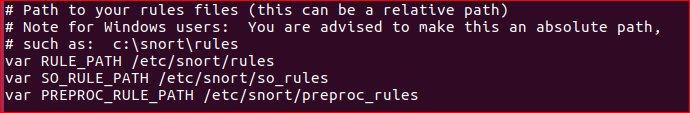 # Path to your rules files (this can be a relative path)
# Note for Windows users:  You are advised to make this an absolute path,
# such as:  c:\snort\rules
var RULE_PATH /etc/snort/rules
var SO_RULE_PATH /etc/snort/so_rules
var PREPROC_RULE_PATH /etc/snort/preproc_rules